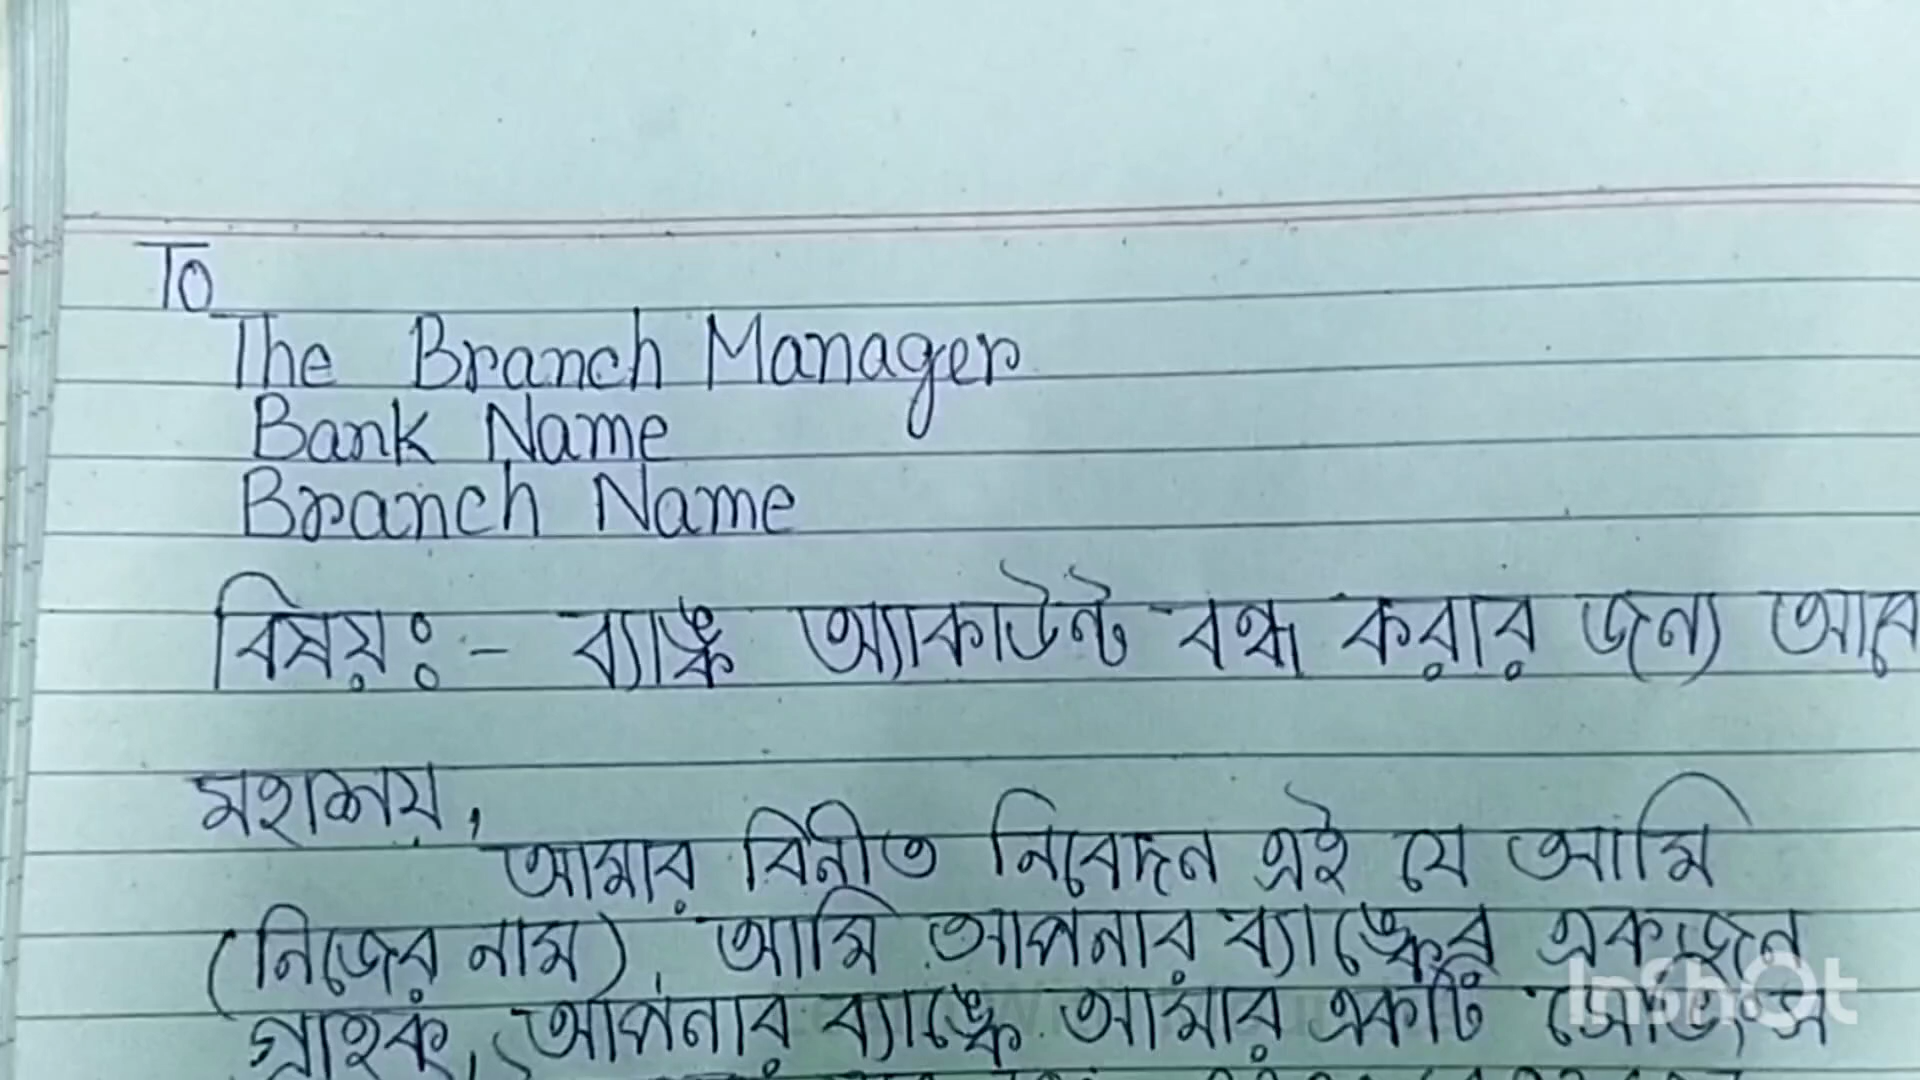 To
The Branch Manager
Bank Name
Branch Name
বিষয়ঃ- ব্যাঙ্ক অ্যাকাউন্ট বন্ধ করার জন্য আবে
মহাশয়,
আমার বিনীত নিবেদন এই যে আমি
(নিজের নাম), আমি আপনার ব্যাঙ্কের একজন
গ্রাহক, আপনার ব্যাঙ্কে আমার একটি সেভিংস
InShOt